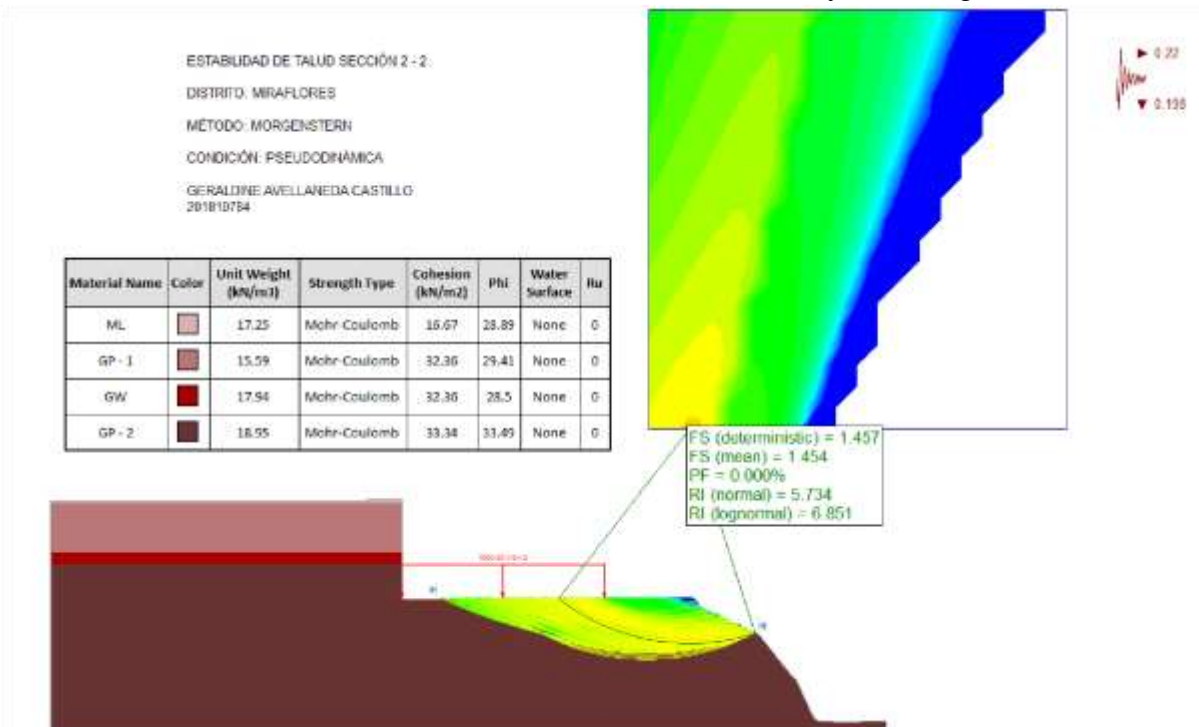 ESTABILIDAD DE TALUD SECCIÓN 2 - 2
DISTRITO: MIRAFLORES
MÉTODO: MORGENSTERN
CONDICIÓN: PSEUDODINÁMICA
GERALDINE AVELLANEDA CASTILLO
201819784
0.22
0.198
Material Name Color Unit Weight (kN/m3) Strength Type Cohesion (kN/m2) Phi Water Surface Ru
ML 17.25 Mohr-Coulomb 16.67 28.89 None 0
GP - 1 15.59 Mohr-Coulomb 32.36 29.41 None 0
GW 17.94 Mohr-Coulomb 32.36 28.5 None 0
GP - 2 18.95 Mohr-Coulomb 33.34 33.49 None 0
FS (deterministic) = 1.457
FS (mean) = 1.454
PF = 0.000%
RI (normal) = 5.734
RI (lognormal) = 6.851